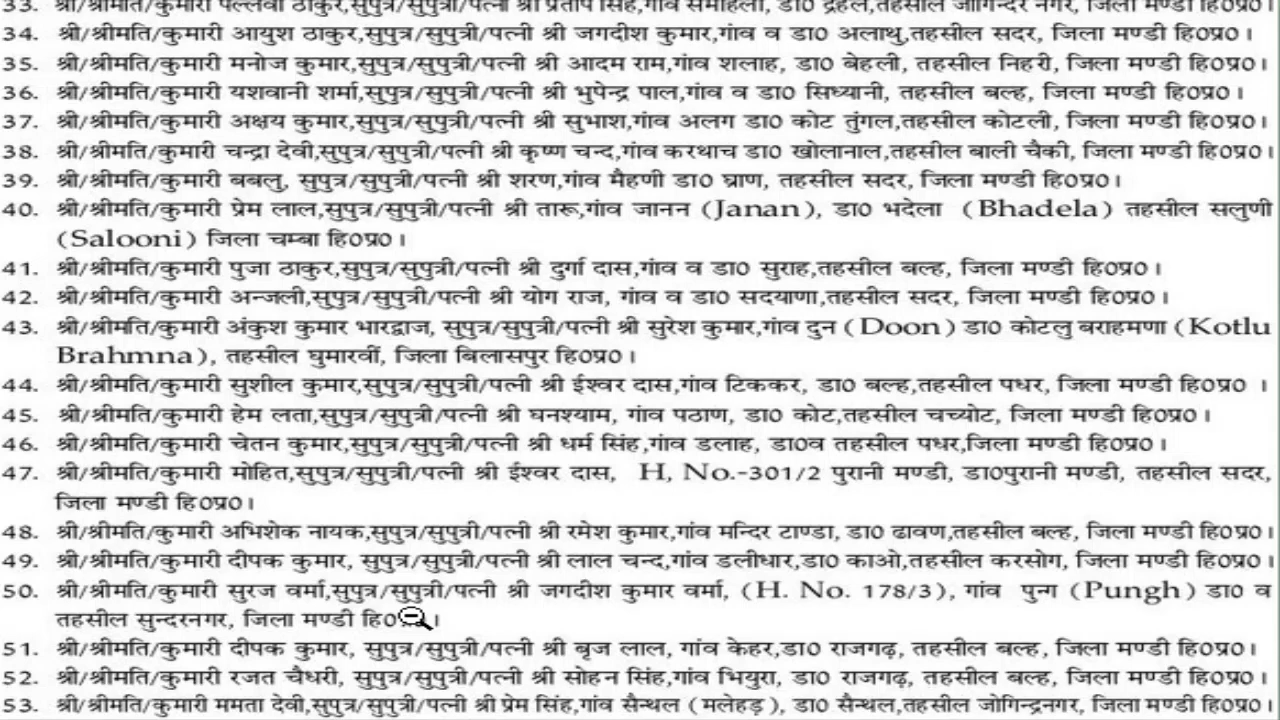 33. श्री/श्रीमति/कुमारी पल्लवी ठाकुर,सुपुत्र/सुपुत्री/पत्नी श्री प्रताप सिंह,गांव समोहली, डा0 द्रहल,तहसील जोगिन्दर नगर, जिला मण्डी हि0प्र0।
34. श्री/श्रीमति/कुमारी आयुश ठाकुर,सुपुत्र/सुपुत्री/पत्नी श्री जगदीश कुमार,गांव व डा0 अलाथु,तहसील सदर, जिला मण्डी हि0प्र0।
35. श्री/श्रीमति/कुमारी मनोज कुमार,सुपुत्र/सुपुत्री/पत्नी श्री आदम राम,गांव शलाह, डा0 बेहली, तहसील निहरी, जिला मण्डी हि0प्र0।
36. श्री/श्रीमति/कुमारी यशवानी शर्मा,सुपुत्र/सुपुत्री/पत्नी श्री भुपेन्द्र पाल,गांव व डा0 सिध्यानी, तहसील बल्ह, जिला मण्डी हि0प्र0।
37. श्री/श्रीमति/कुमारी अक्षय कुमार,सुपुत्र/सुपुत्री/पत्नी श्री सुभाश,गांव अलग डा0 कोट तुंगल,तहसील कोटली, जिला मण्डी हि0प्र0।
38. श्री/श्रीमति/कुमारी चन्द्रा देवी,सुपुत्र/सुपुत्री/पत्नी श्री कृष्ण चन्द,गांव करथाच डा0 खोलानाल,तहसील बाली चैकी, जिला मण्डी हि0प्र0।
39. श्री/श्रीमति/कुमारी बबलु, सुपुत्र/सुपुत्री/पत्नी श्री शरण,गांव मैहणी डा0 घ्राण, तहसील सदर, जिला मण्डी हि0प्र0।
40. श्री/श्रीमति/कुमारी प्रेम लाल,सुपुत्र/सुपुत्री/पत्नी श्री तारू,गांव जानन (Janan), डा0 भदेला (Bhadela) तहसील सलुणी
(Salooni) जिला चम्बा हि0प्र0।
41. श्री/श्रीमति/कुमारी पुजा ठाकुर,सुपुत्र/सुपुत्री/पत्नी श्री दुर्गा दास,गांव व डा0 सुराह,तहसील बल्ह, जिला मण्डी हि0प्र0।
42. श्री/श्रीमति/कुमारी अन्जली,सुपुत्र/सुपुत्री/पत्नी श्री योग राज, गांव व डा0 सदयाणा,तहसील सदर, जिला मण्डी हि0प्र0।
43. श्री/श्रीमति/कुमारी अंकुश कुमार भारद्वाज, सुपुत्र/सुपुत्री/पत्नी श्री सुरेश कुमार,गांव दुन (Doon) डा0 कोटलु बराहमणा (Kotlu
Brahmna), तहसील घुमारवीं, जिला बिलासपुर हि0प्र0।
44. श्री/श्रीमति/कुमारी सुशील कुमार,सुपुत्र/सुपुत्री/पत्नी श्री ईश्वर दास,गांव टिककर, डा0 बल्ह,तहसील पधर, जिला मण्डी हि0प्र0 ।
45. श्री/श्रीमति/कुमारी हेम लता,सुपुत्र/सुपुत्री/पत्नी श्री घनश्याम, गांव पठाण, डा0 कोट,तहसील चच्योट, जिला मण्डी हि0प्र0।
46. श्री/श्रीमति/कुमारी चेतन कुमार,सुपुत्र/सुपुत्री/पत्नी श्री धर्म सिंह,गांव डलाह, डा0व तहसील पधर,जिला मण्डी हि0प्र0।
47. श्री/श्रीमति/कुमारी मोहित,सुपुत्र/सुपुत्री/पत्नी श्री ईश्वर दास, H, No.-301/2 पुरानी मण्डी, डा0पुरानी मण्डी, तहसील सदर,
जिला मण्डी हि0प्र0।
48. श्री/श्रीमति/कुमारी अभिशेक नायक,सुपुत्र/सुपुत्री/पत्नी श्री रमेश कुमार,गांव मन्दिर टाण्डा, डा0 ढावण,तहसील बल्ह, जिला मण्डी हि0प्र0।
49. श्री/श्रीमति/कुमारी दीपक कुमार, सुपुत्र/सुपुत्री/पत्नी श्री लाल चन्द,गांव डलीधार,डा0 काओ,तहसील करसोग, जिला मण्डी हि0प्र0।
50. श्री/श्रीमति/कुमारी सुरज वर्मा,सुपुत्र/सुपुत्री/पत्नी श्री जगदीश कुमार वर्मा, (H. No. 178/3), गांव पुन्ग (Pungh) डा0 व
तहसील सुन्दरनगर, जिला मण्डी हि0 ।
51. श्री/श्रीमति/कुमारी दीपक कुमार, सुपुत्र/सुपुत्री/पत्नी श्री बृज लाल, गांव केहर,डा0 राजगढ़, तहसील बल्ह, जिला मण्डी हि0प्र0।
52. श्री/श्रीमति/कुमारी रजत चैधरी, सुपुत्र/सुपुत्री/पत्नी श्री सोहन सिंह,गांव भियुरा, डा0 राजगढ़, तहसील बल्ह, जिला मण्डी हि0प्र0।
53. श्री/श्रीमति/कुमारी ममता देवी,सुपुत्र/सुपुत्री/पत्नी श्री प्रेम सिंह,गांव सैन्थल (मलेहड़), डा0 सैन्थल,तहसील जोगिन्द्रनगर, जिला मण्डी हि0प्र0।